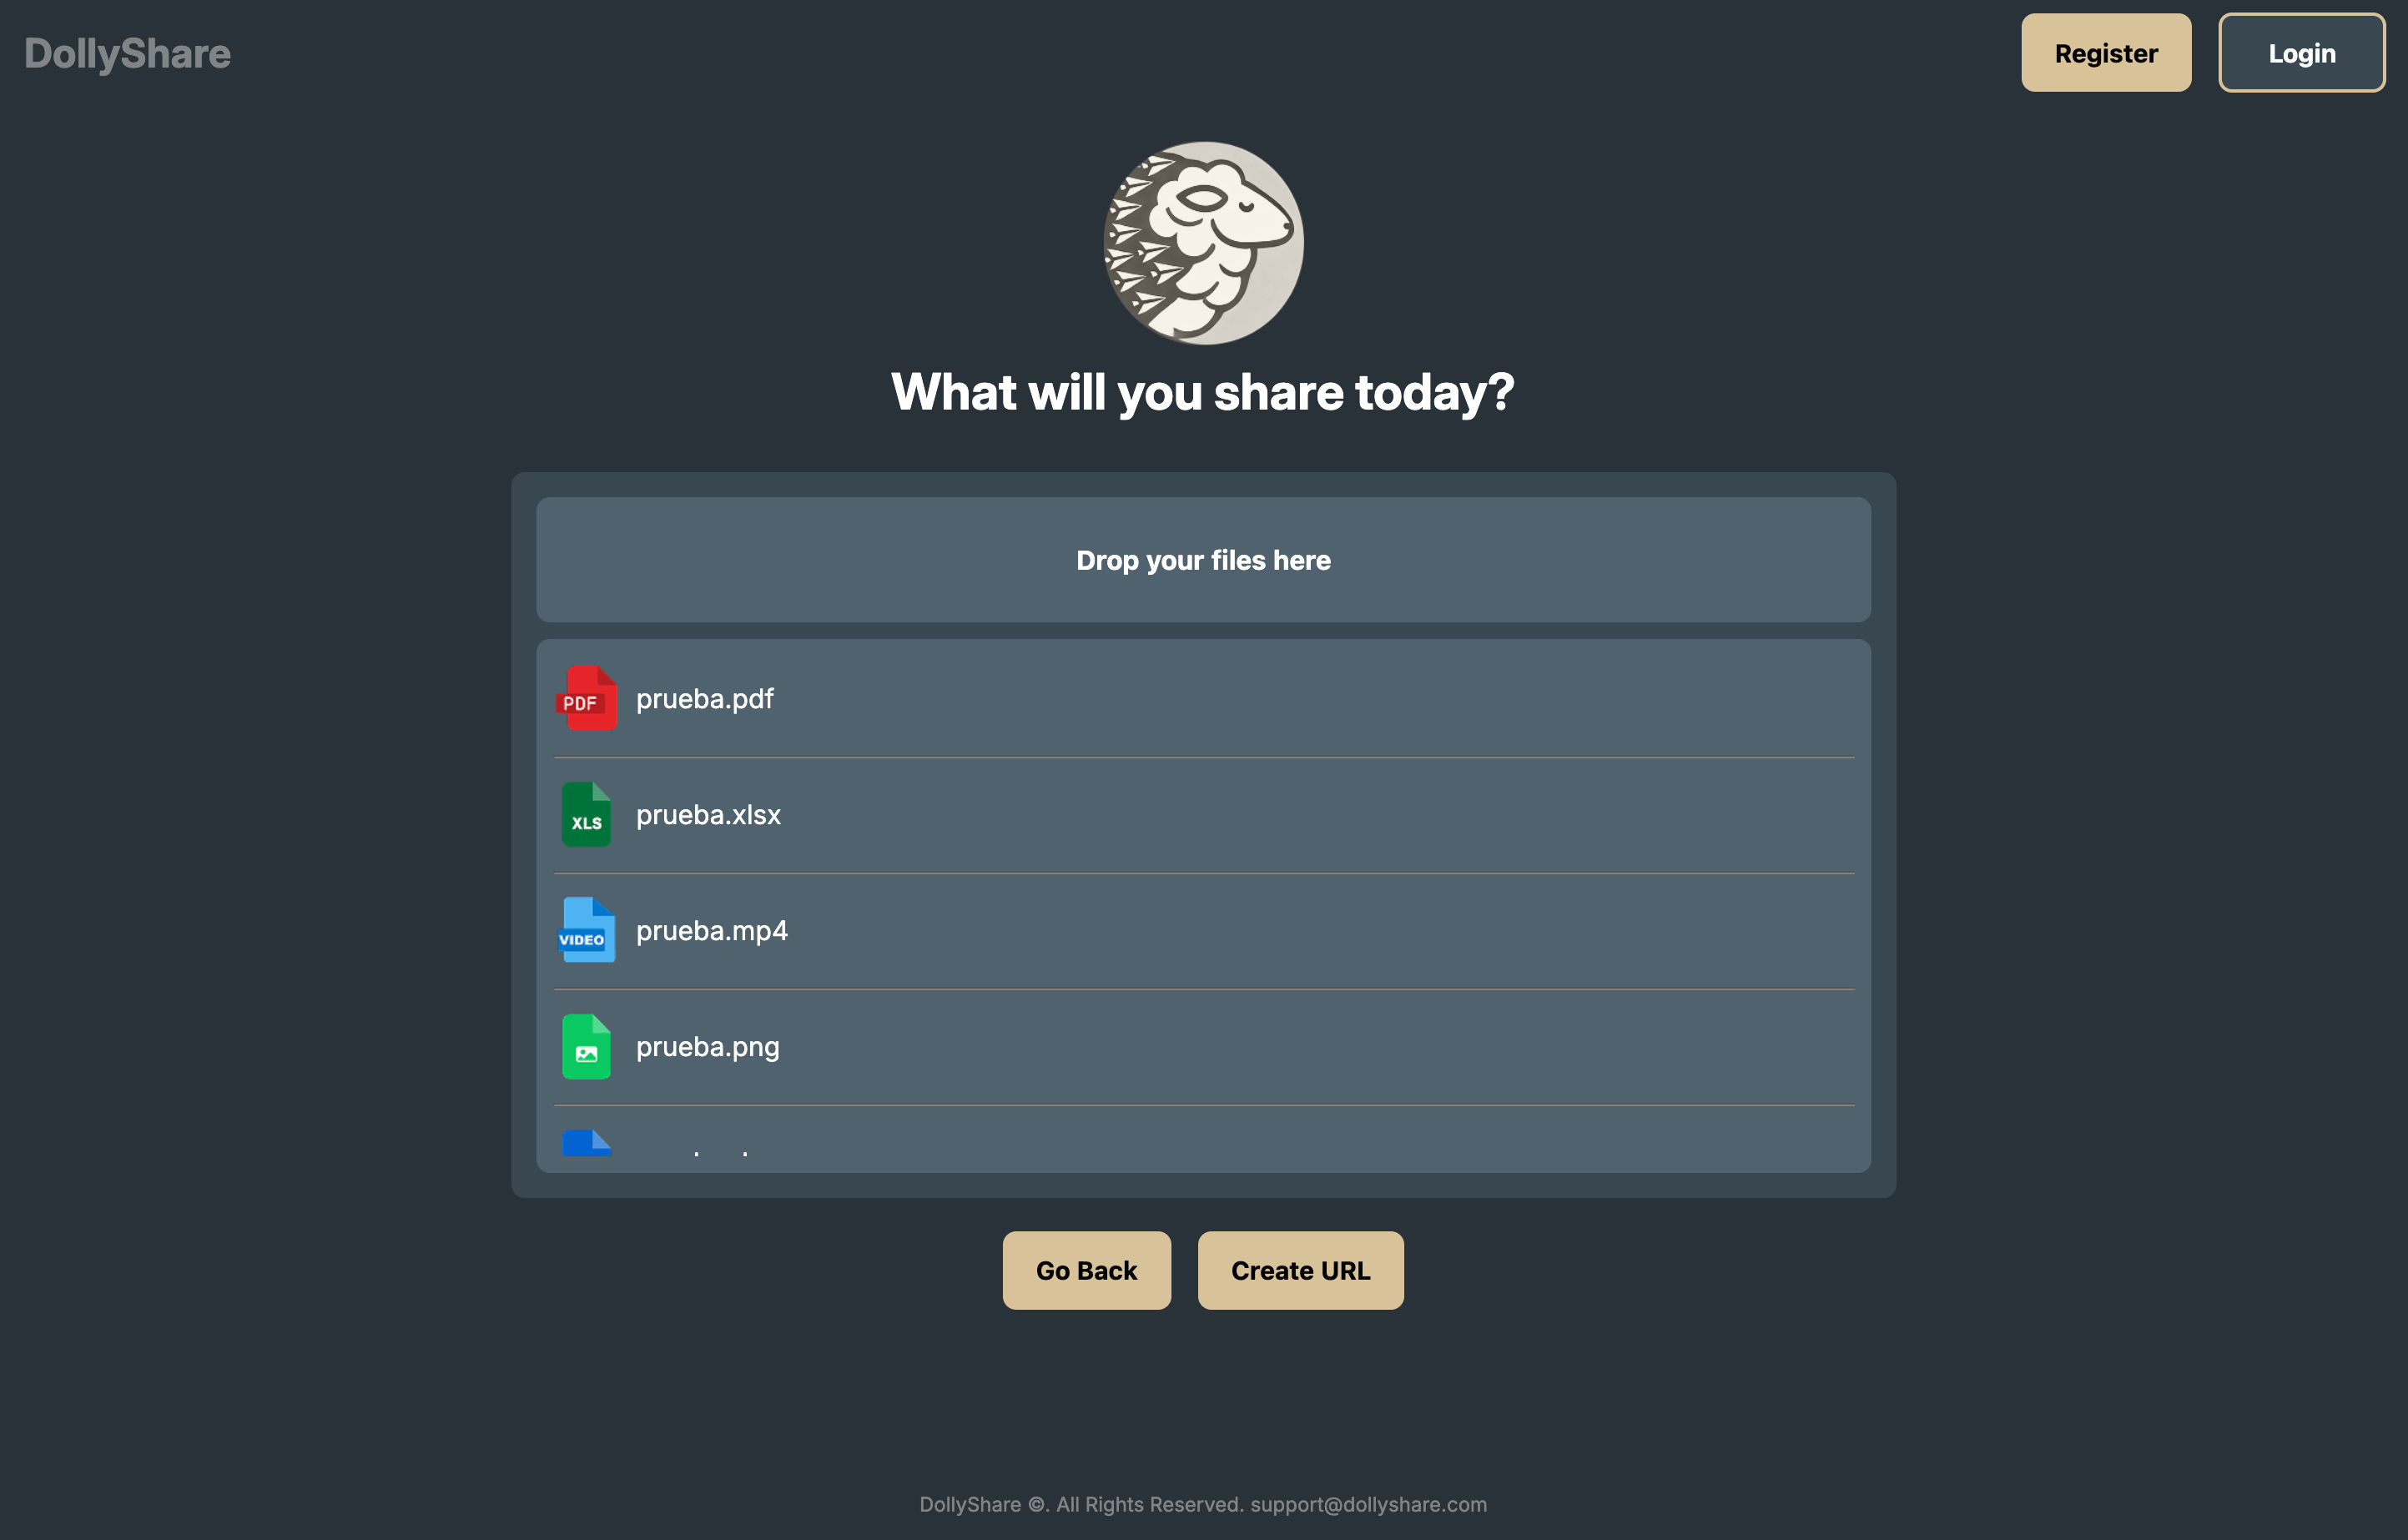 DollyShare
Register
Login
What will you share today?
Drop your files here
PDF
prueba.pdf
XLS
prueba.xlsx
VIDEO
prueba.mp4
prueba.png
Go Back
Create URL
DollyShare ©. All Rights Reserved. support@dollyshare.com